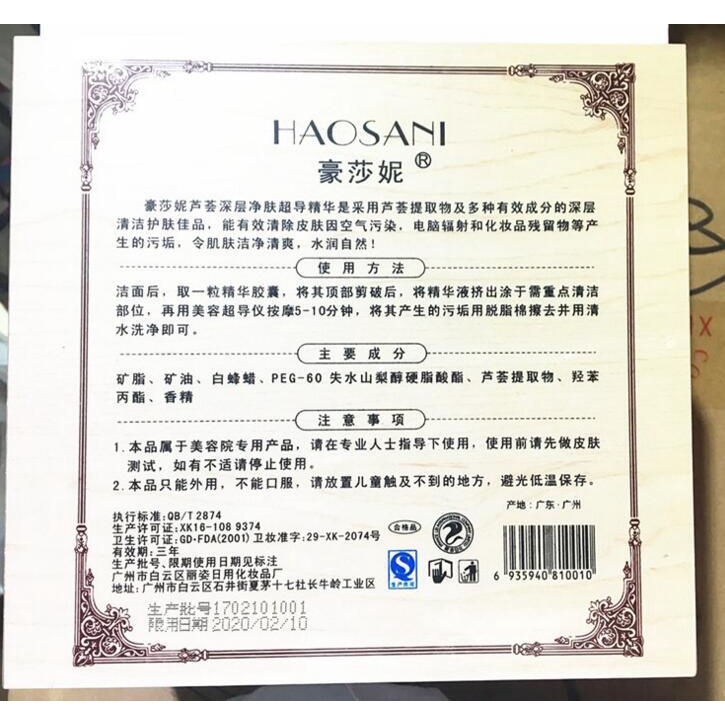 HAOSANI
豪莎妮®
豪莎妮芦荟深层净肤超导精华是采用芦荟提取物及多种有效成分的深层
清洁护肤佳品，能有效清除皮肤因空气污染，电脑辐射和化妆品残留物等产
生的污垢，令肌肤洁净清爽，水润自然！
使用方法
洁面后，取一粒精华胶囊，将其顶部剪破后，将精华液挤出涂于需重点清洁
部位，再用美容超导仪按摩5-10分钟，将其产生的污垢用脱脂棉擦去并用清
水洗净即可。
主要成分
矿脂、矿油、白蜂蜡、PEG-60 失水山梨醇硬脂酸酯、芦荟提取物、羟苯
丙酯、香精
注意事项
1.本品属于美容院专用产品，请在专业人士指导下使用，使用前请先做皮肤
测试，如有不适请停止使用。
2.本品只能外用，不能口服，请放置儿童触及不到的地方，避光低温保存。
产地：广东·广州
执行标准:QB/T 2874
生产许可证:XK16-108 9374
卫生许可证:GD·FDA(2001) 卫妆准字:29-XK-2074号
有效期:三年
生产批号、限期使用日期见标注
广州市白云区丽姿日用化妆品厂
地址:广州市白云区石井街夏茅十七社长牛岭工业区
合格品
QS
生产许可
6 935940 810010
生产批号1702101001
限用日期2020/02/10